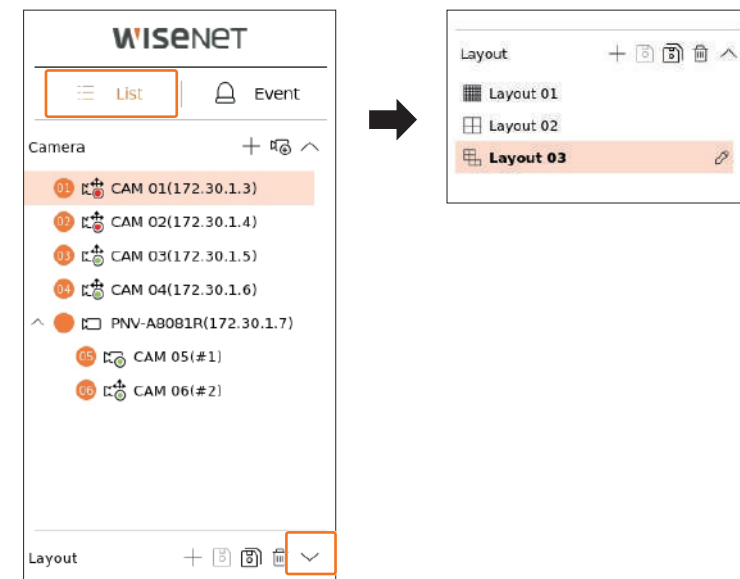 WISENET
List
Event
Camera
01 CAM 01(172.30.1.3)
02 CAM 02(172.30.1.4)
03 CAM 03(172.30.1.5)
04 CAM 04(172.30.1.6)
PNV-A8081R(172.30.1.7)
05 CAM 05(#1)
06 CAM 06(#2)
Layout
Layout
Layout 01
Layout 02
Layout 03